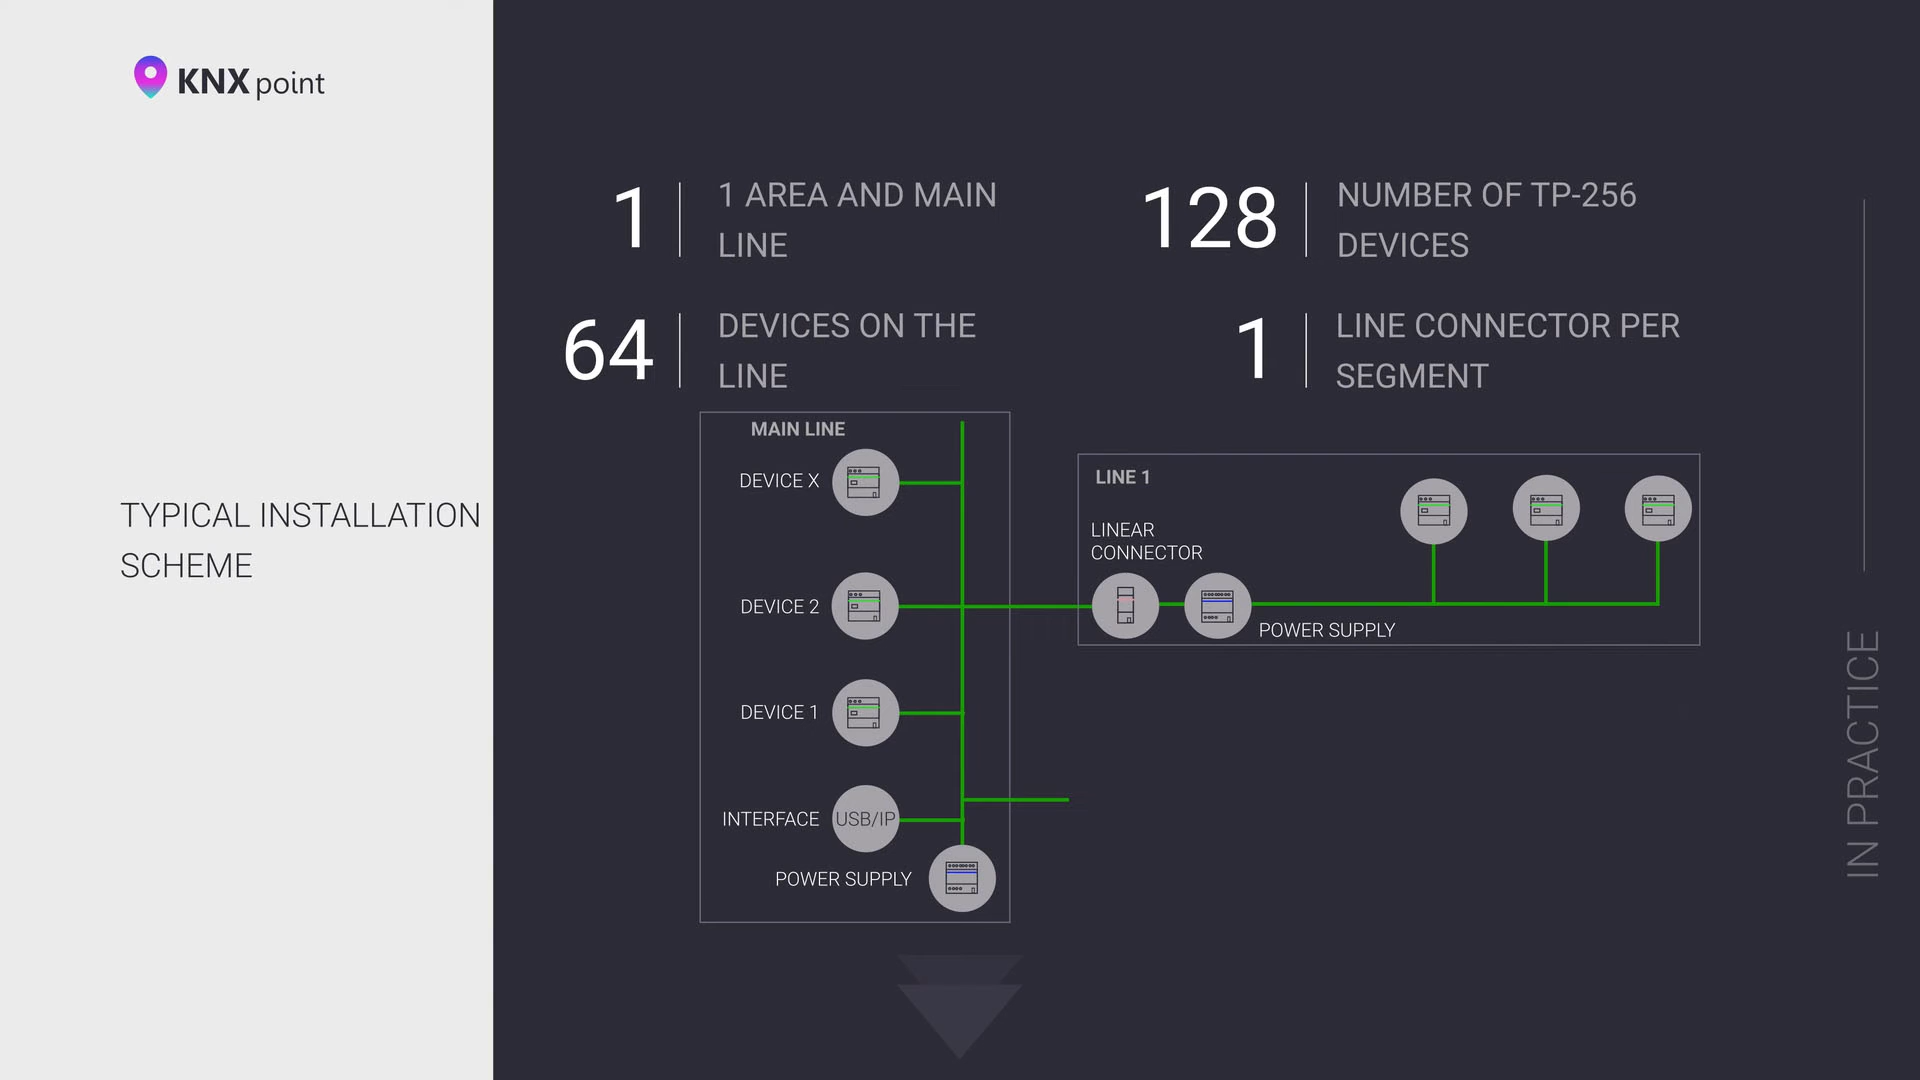 KNX point
TYPICAL INSTALLATION
SCHEME
1
1 AREA AND MAIN
LINE
128
NUMBER OF TP-256
DEVICES
64
DEVICES ON THE
LINE
1
LINE CONNECTOR PER
SEGMENT
MAIN LINE
DEVICE X
DEVICE 2
DEVICE 1
INTERFACE
USB/IP
POWER SUPPLY
LINE 1
LINEAR
CONNECTOR
POWER SUPPLY
IN PRACTICE